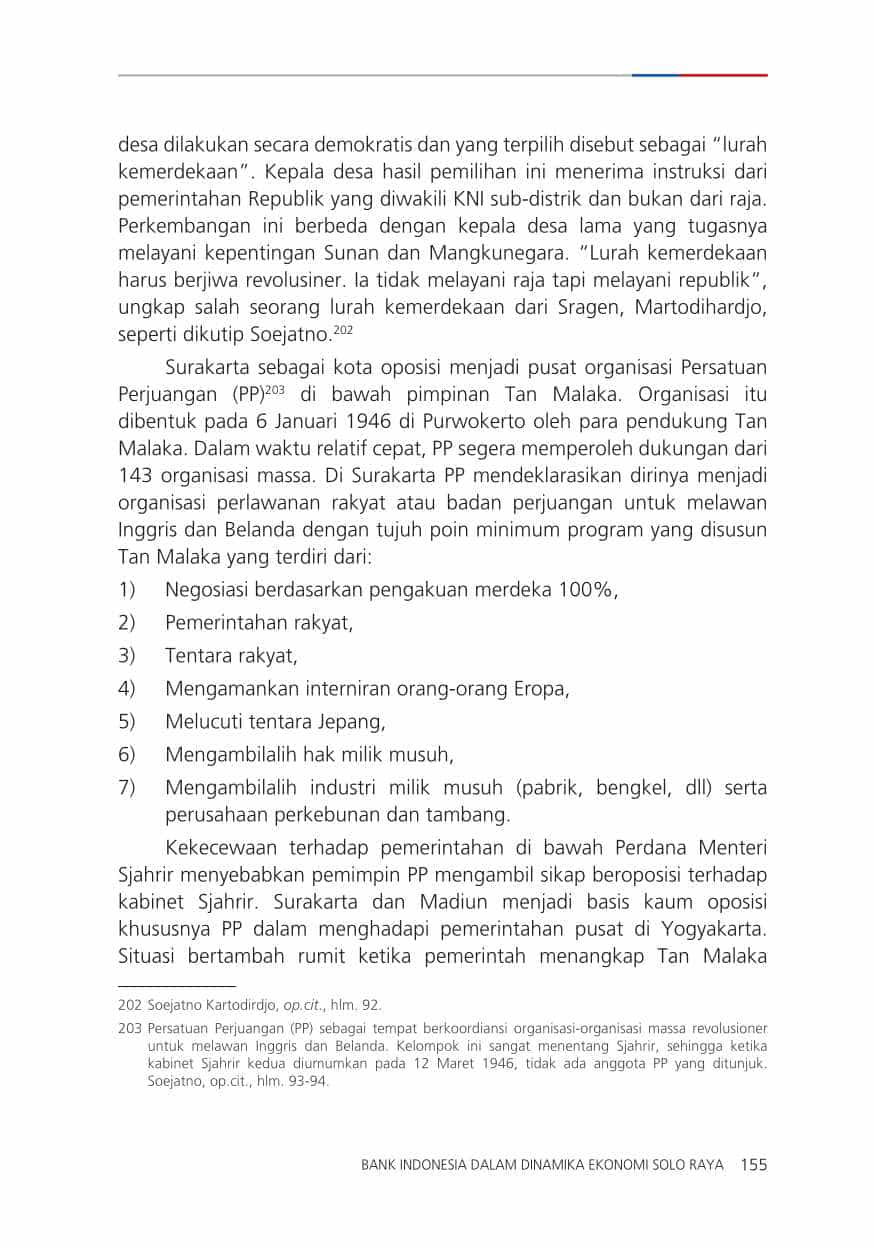 desa dilakukan secara demokratis dan yang terpilih disebut sebagai “lurah
kemerdekaan”. Kepala desa hasil pemilihan ini menerima instruksi dari
pemerintahan Republik yang diwakili KNI sub-distrik dan bukan dari raja.
Perkembangan ini berbeda dengan kepala desa lama yang tugasnya
melayani kepentingan Sunan dan Mangkunegara. “Lurah kemerdekaan
harus berjiwa revolusiner. Ia tidak melayani raja tapi melayani republik”,
ungkap salah seorang lurah kemerdekaan dari Sragen, Martodihardjo,
seperti dikutip Soejatno.202
Surakarta sebagai kota oposisi menjadi pusat organisasi Persatuan
Perjuangan (PP)203 di bawah pimpinan Tan Malaka. Organisasi itu
dibentuk pada 6 Januari 1946 di Purwokerto oleh para pendukung Tan
Malaka. Dalam waktu relatif cepat, PP segera memperoleh dukungan dari
143 organisasi massa. Di Surakarta PP mendeklarasikan dirinya menjadi
organisasi perlawanan rakyat atau badan perjuangan untuk melawan
Inggris dan Belanda dengan tujuh poin minimum program yang disusun
Tan Malaka yang terdiri dari:
1) Negosiasi berdasarkan pengakuan merdeka 100%,
2) Pemerintahan rakyat,
3) Tentara rakyat,
4) Mengamankan interniran orang-orang Eropa,
5) Melucuti tentara Jepang,
6) Mengambilalih hak milik musuh,
7) Mengambilalih industri milik musuh (pabrik, bengkel, dll) serta
perusahaan perkebunan dan tambang.
Kekecewaan terhadap pemerintahan di bawah Perdana Menteri
Sjahrir menyebabkan pemimpin PP mengambil sikap beroposisi terhadap
kabinet Sjahrir. Surakarta dan Madiun menjadi basis kaum oposisi
khususnya PP dalam menghadapi pemerintahan pusat di Yogyakarta.
Situasi bertambah rumit ketika pemerintah menangkap Tan Malaka
202 Soejatno Kartodirdjo, op.cit., hlm. 92.
203 Persatuan Perjuangan (PP) sebagai tempat berkoordiansi organisasi-organisasi massa revolusioner
untuk melawan Inggris dan Belanda. Kelompok ini sangat menentang Sjahrir, sehingga ketika
kabinet Sjahrir kedua diumumkan pada 12 Maret 1946, tidak ada anggota PP yang ditunjuk.
Soejatno, op.cit., hlm. 93-94.
BANK INDONESIA DALAM DINAMIKA EKONOMI SOLO RAYA 155